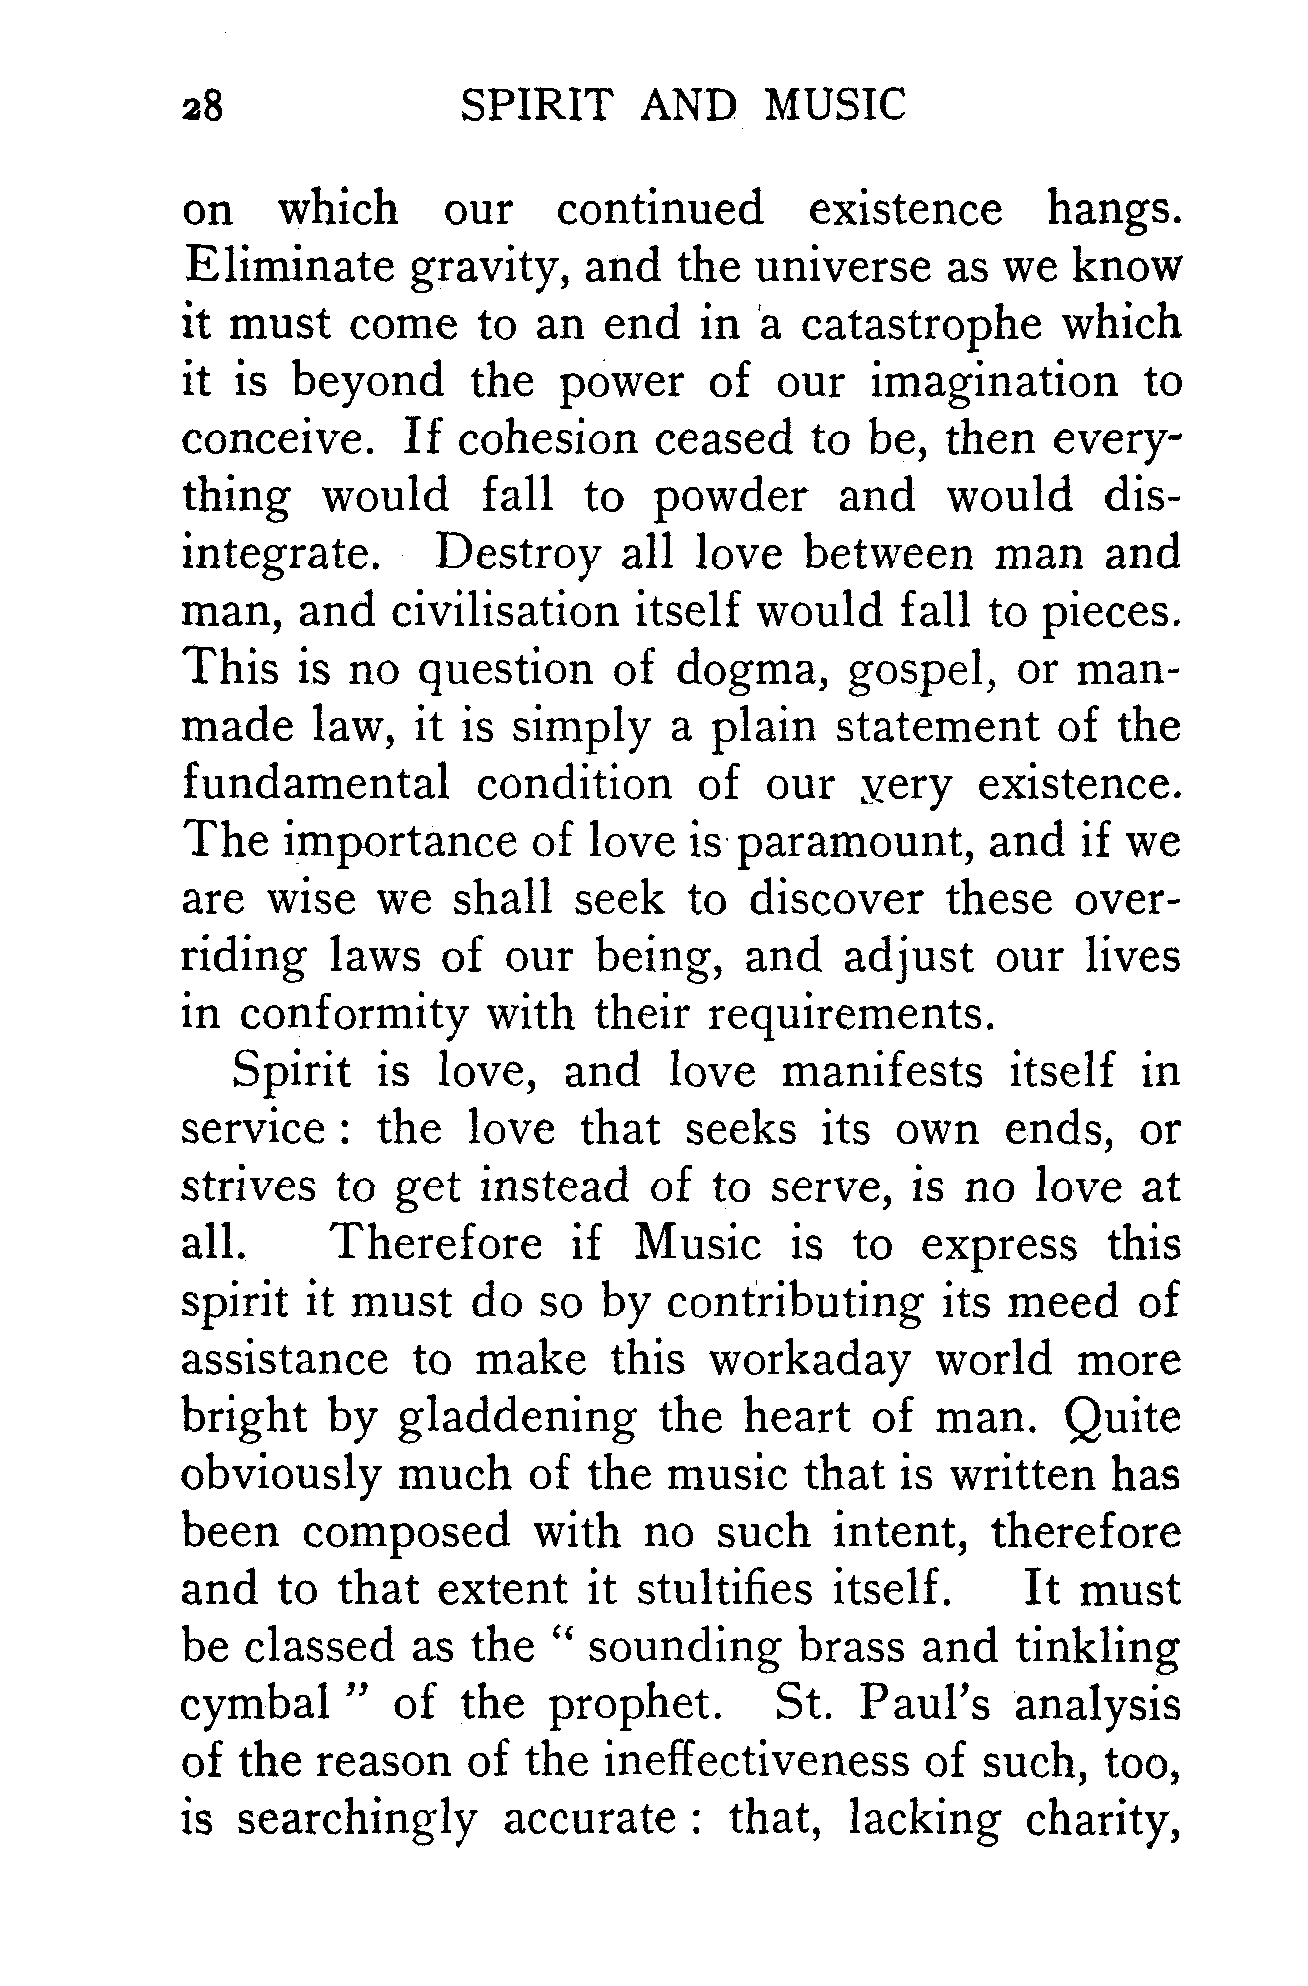 28 SPIRIT AND MUSIC
on which our continued existence hangs.
Eliminate gravity, and the universe as we know
it must come to an end in a catastrophe which
it is beyond the power of our imagination to
conceive. If cohesion ceased to be, then every-
thing would fall to powder and would dis-
integrate. Destroy all love between man and
man, and civilisation itself would fall to pieces.
This is no question of dogma, gospel, or man-
made law, it is simply a plain statement of the
fundamental condition of our very existence.
The importance of love is paramount, and if we
are wise we shall seek to discover these over-
riding laws of our being, and adjust our lives
in conformity with their requirements.
Spirit is love, and love manifests itself in
service : the love that seeks its own ends, or
strives to get instead of to serve, is no love at
all. Therefore if Music is to express this
spirit it must do so by contributing its meed of
assistance to make this workaday world more
bright by gladdening the heart of man. Quite
obviously much of the music that is written has
been composed with no such intent, therefore
and to that extent it stultifies itself. It must
be classed as the “ sounding brass and tinkling
cymbal ” of the prophet. St. Paul's analysis
of the reason of the ineffectiveness of such, too,
is searchingly accurate : that, lacking charity,